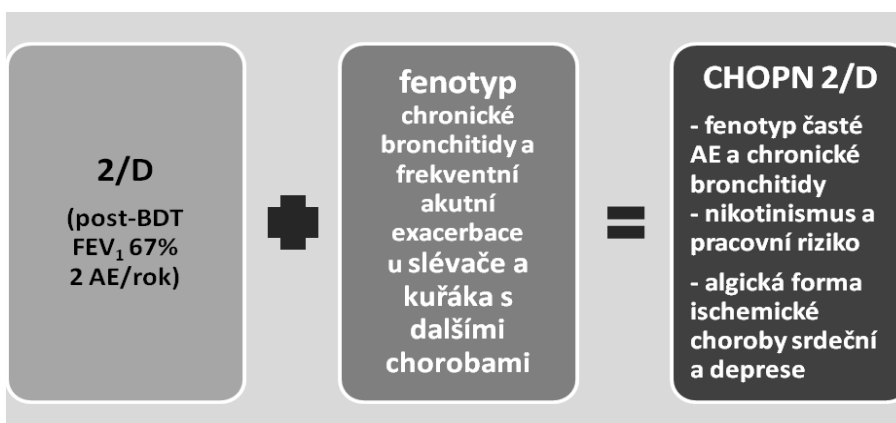 2/D
(post-BDT
FEV₁ 67%
2 AE/rok)
fenotyp
chronické
bronchitidy a
frekventní
akutní
exacerbace
u slévače a
kuřáka s
dalšími
chorobami
CHOPN 2/D
- fenotyp časté
AE a chronické
bronchitidy
- nikotinismus a
pracovní riziko
- algická forma
ischemické
choroby srdeční
a deprese